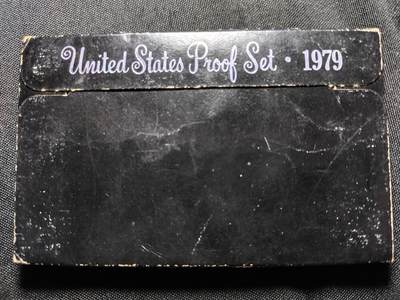 United States Proof Set · 1979